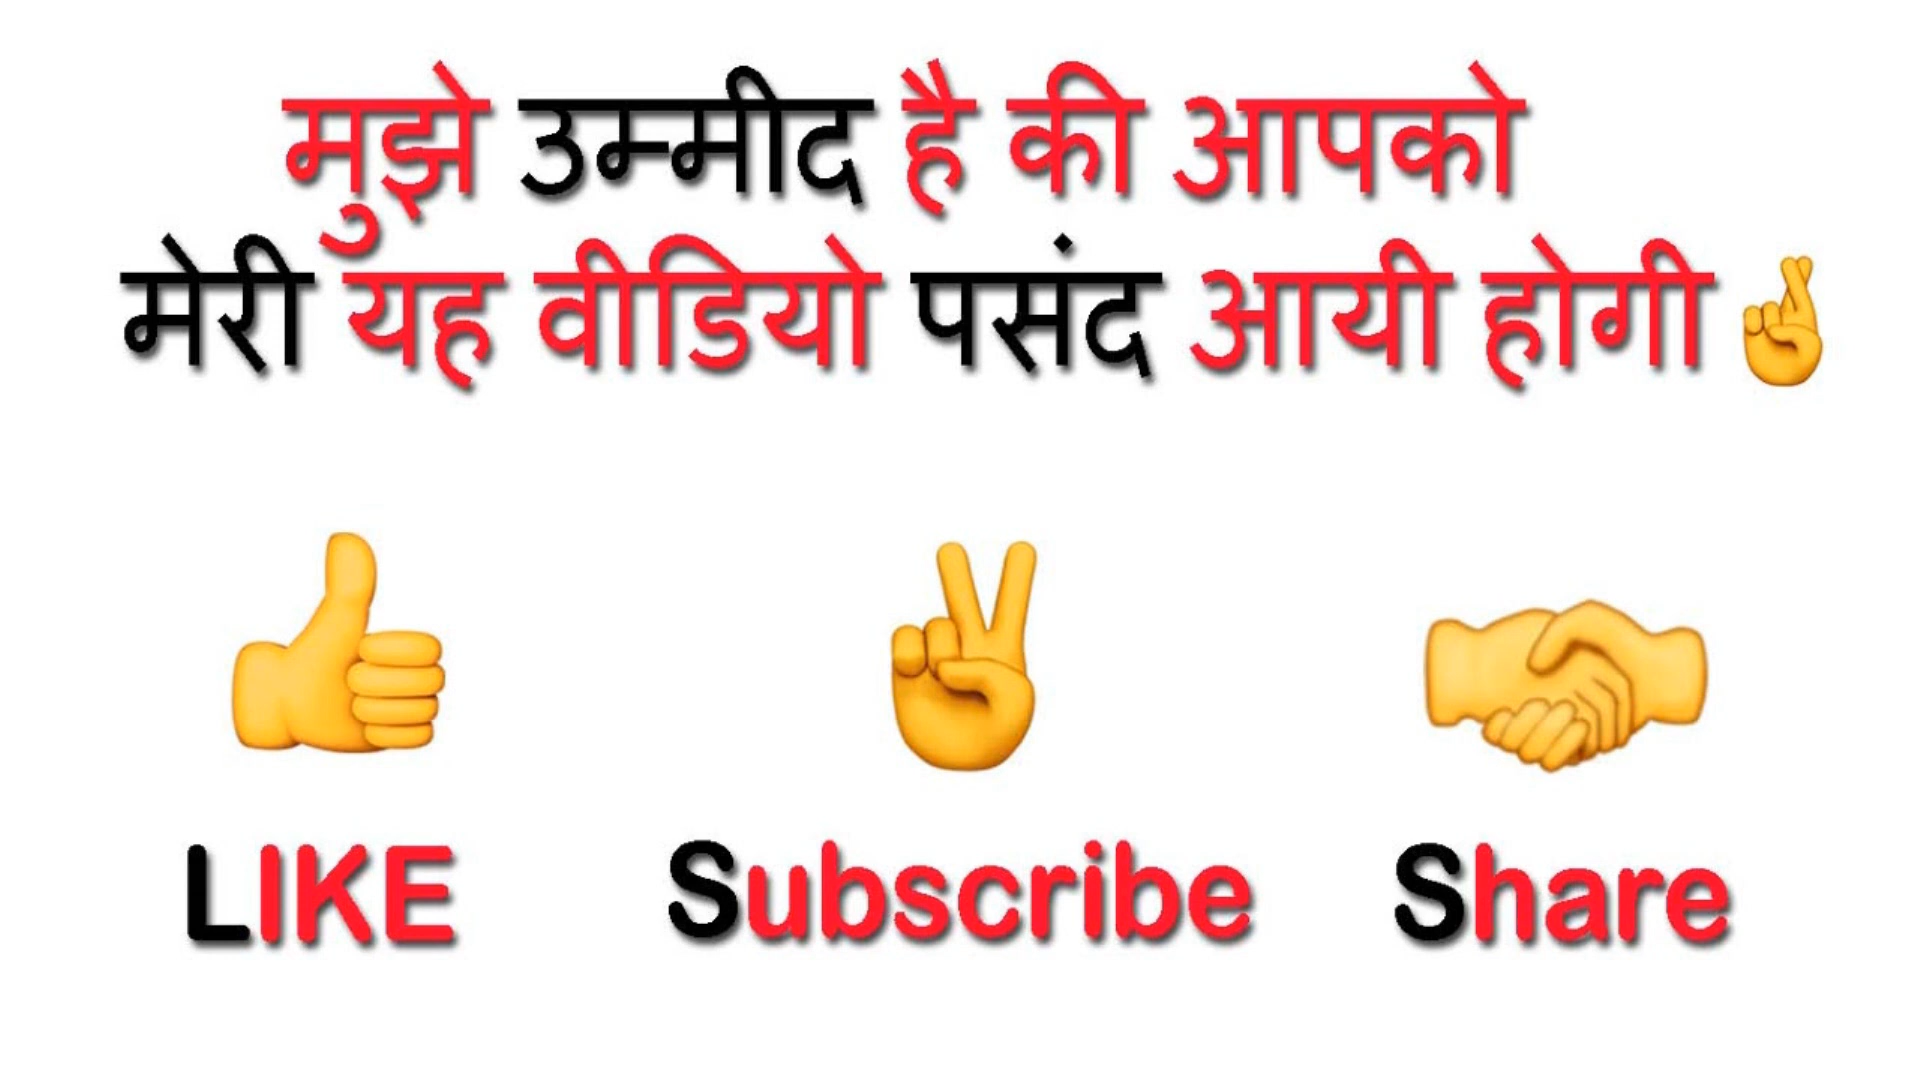 मुझे उम्मीद है की आपको
मेरी यह वीडियो पसंद आयी होगी🤞
LIKE Subscribe Share